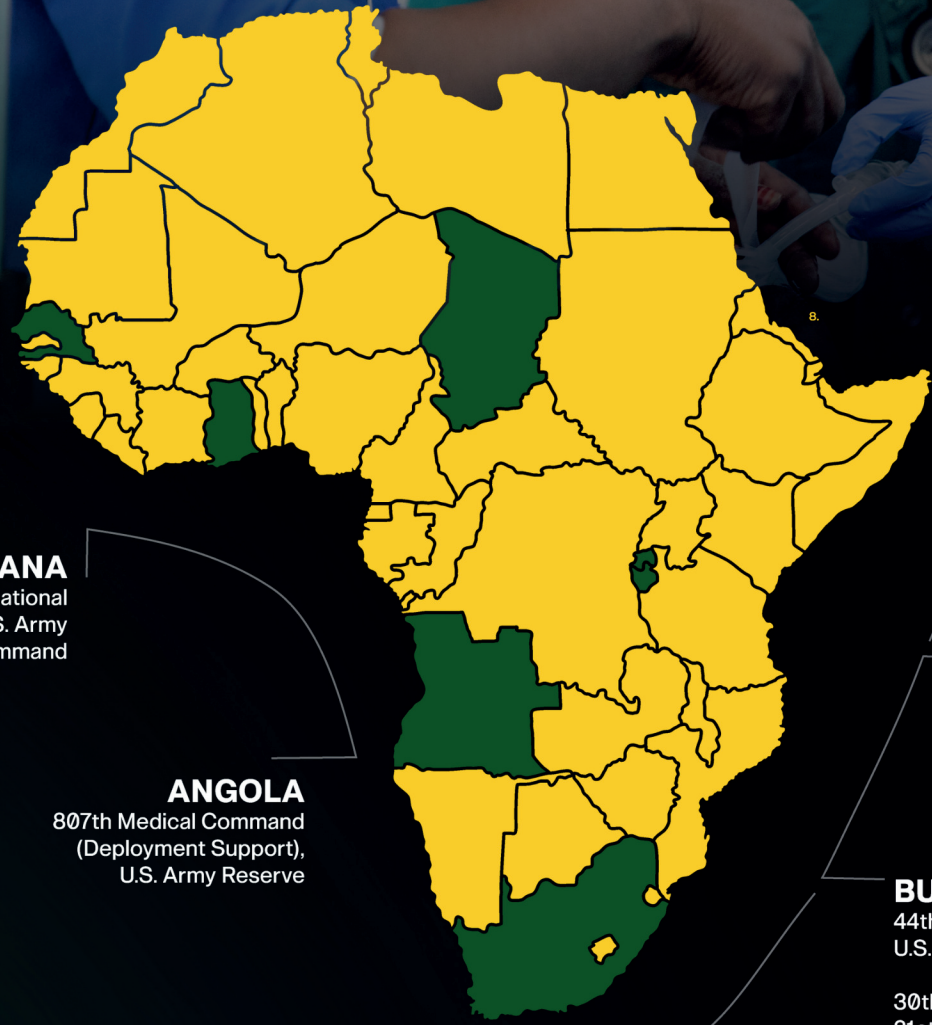 8.
ANA
ational
S. Army
mmand
ANGOLA
807th Medical Command
(Deployment Support),
U.S. Army Reserve
BU
44th
U.S.
30th